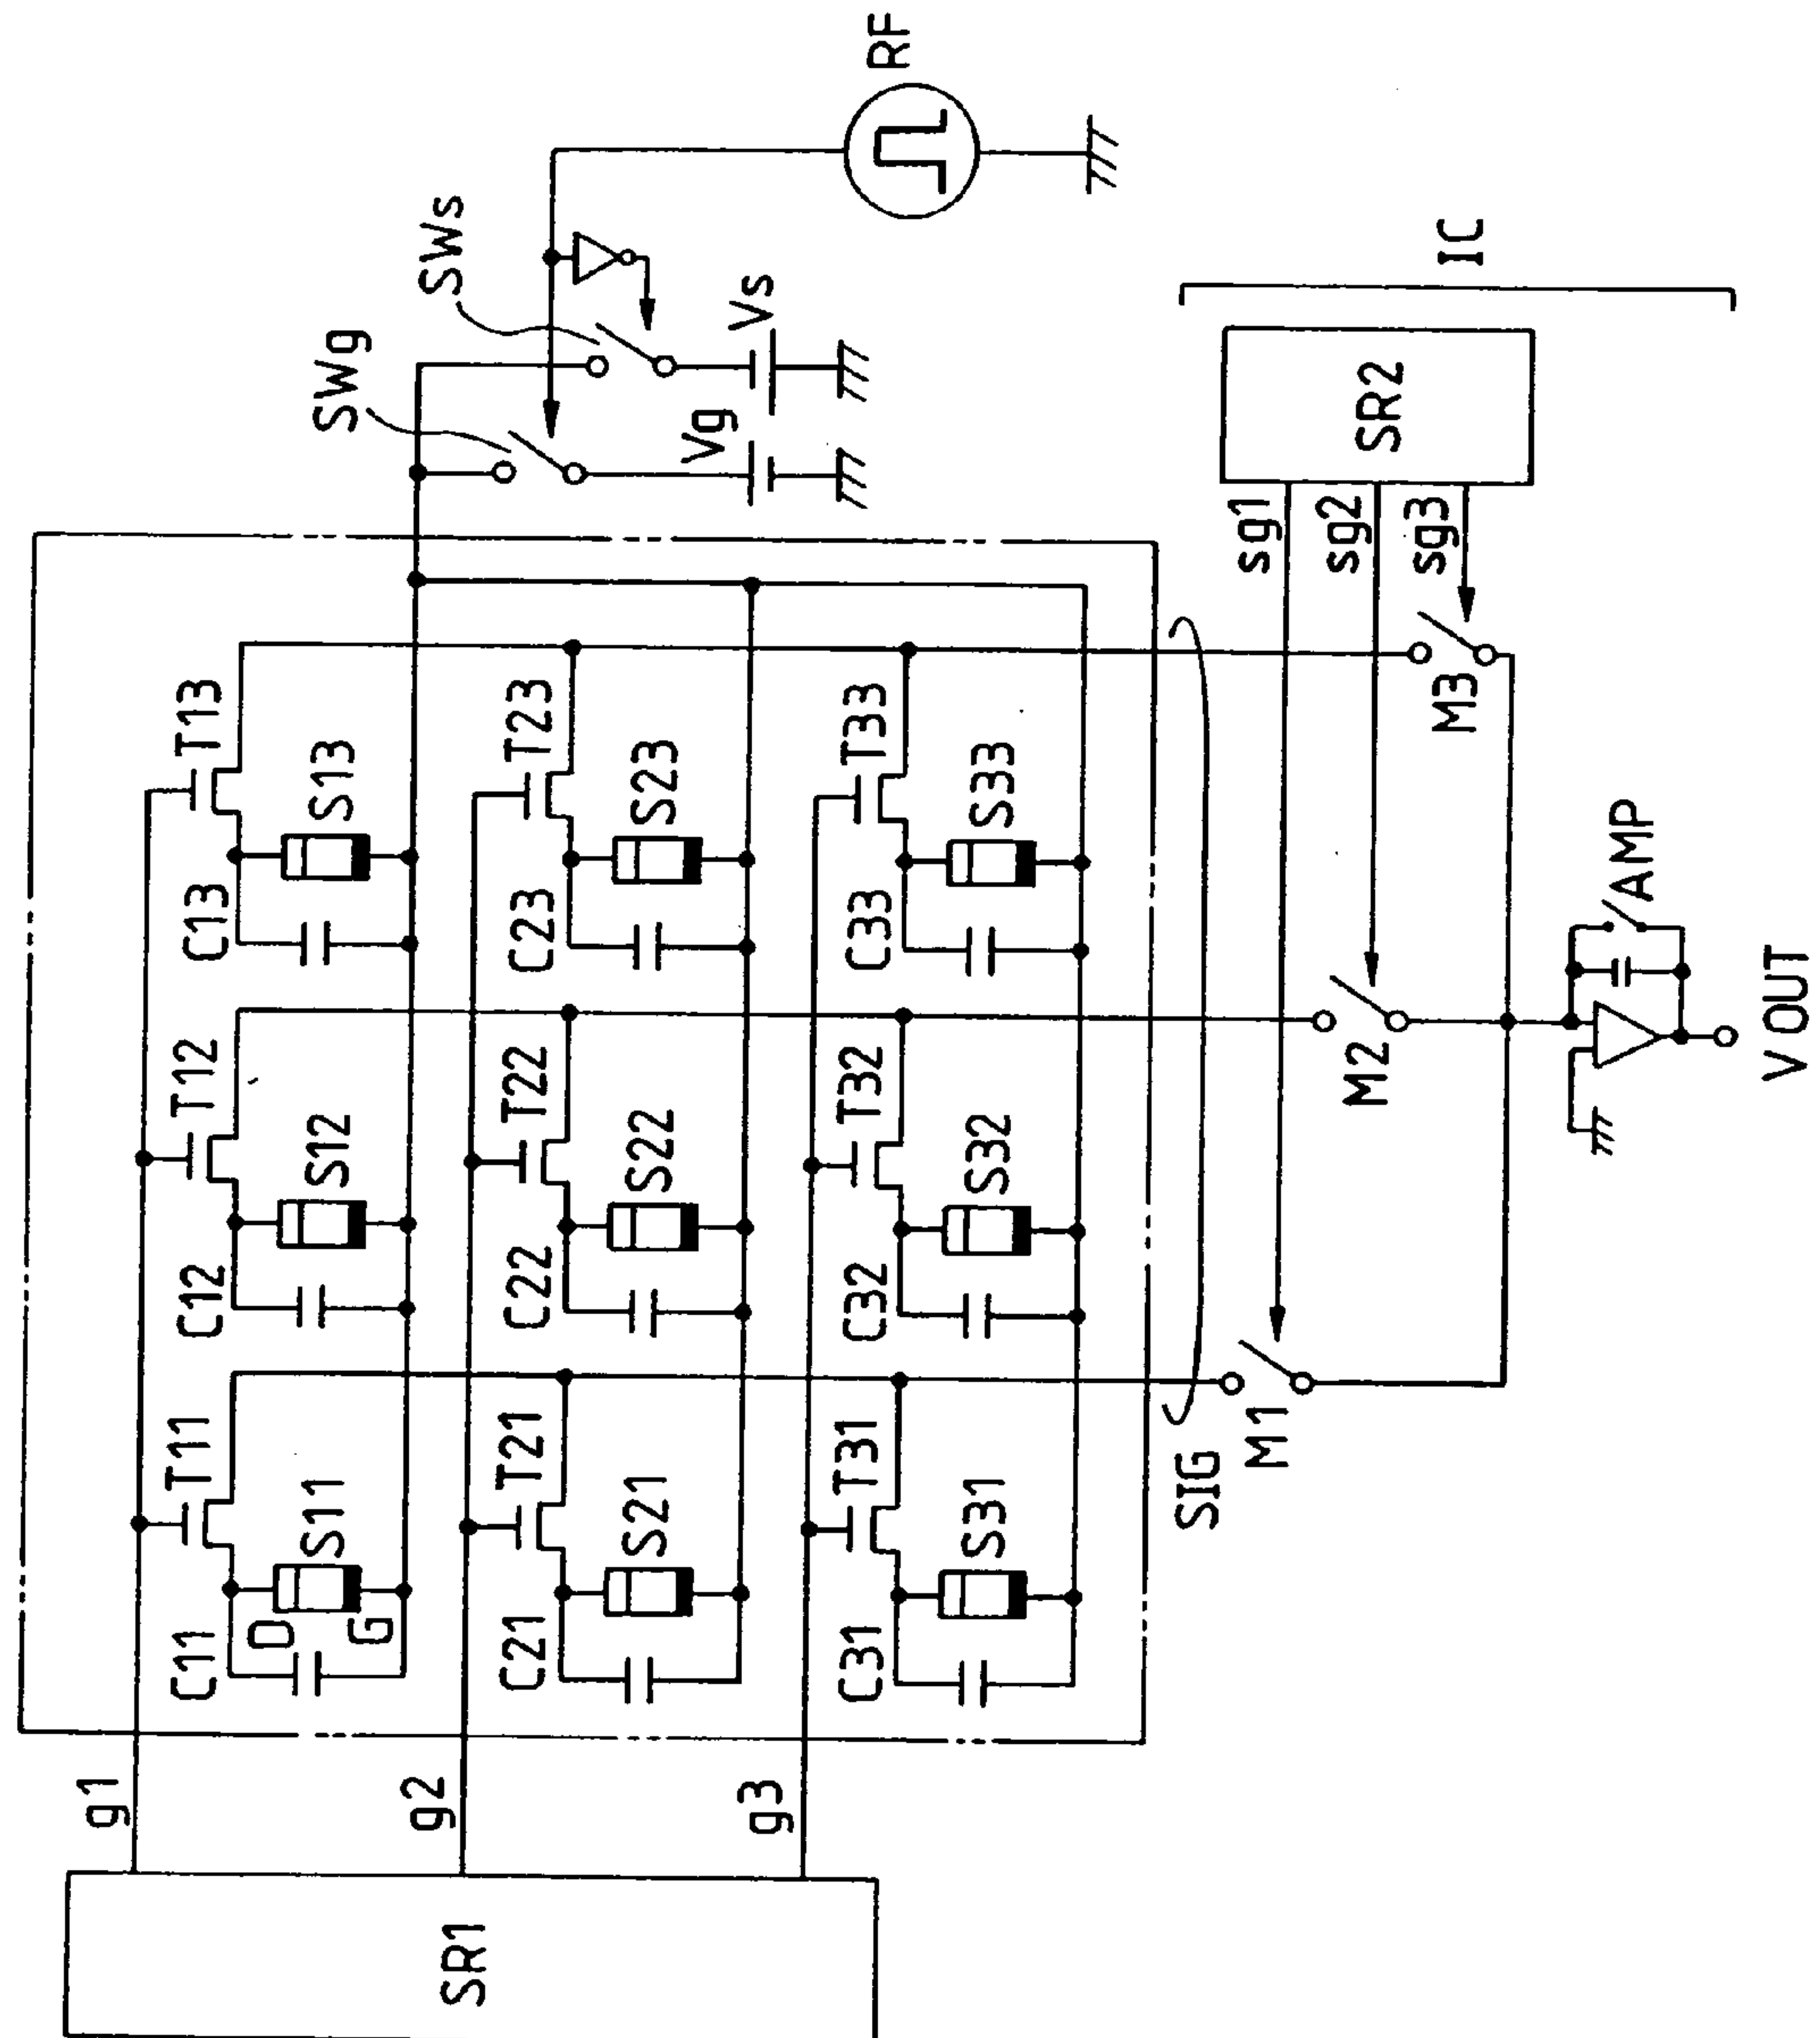 SR1
g1
g2
g3
C11
T11
S11
D
G
C12
T12
S12
C13
T13
S13
C21
T21
S21
C22
T22
S22
C23
T23
S23
C31
T31
S31
C32
T32
S32
C33
T33
S33
SWg
SWs
Vg
Vs
RF
SIG
M1
M2
M3
sg1
sg2
sg3
SR2
IC
AMP
V OUT